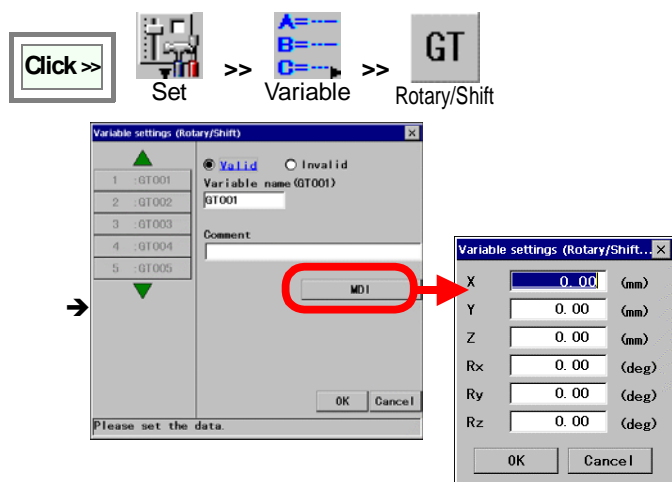 Click >>
A=---
B=---
C=---
GT
>>
>>
Set
Variable
Rotary/Shift
Variable settings (Rotary/Shift)
Valid
Invalid
1 :GT001
2 :GT002
3 :GT003
4 :GT004
5 :GT005
Variable name(GT001)
GT001
Comment
MDI
OK
Cancel
Please set the data.
Variable settings (Rotary/Shift...
X 0.00 (mm)
Y 0.00 (mm)
Z 0.00 (mm)
Rx 0.00 (deg)
Ry 0.00 (deg)
Rz 0.00 (deg)
OK
Cancel